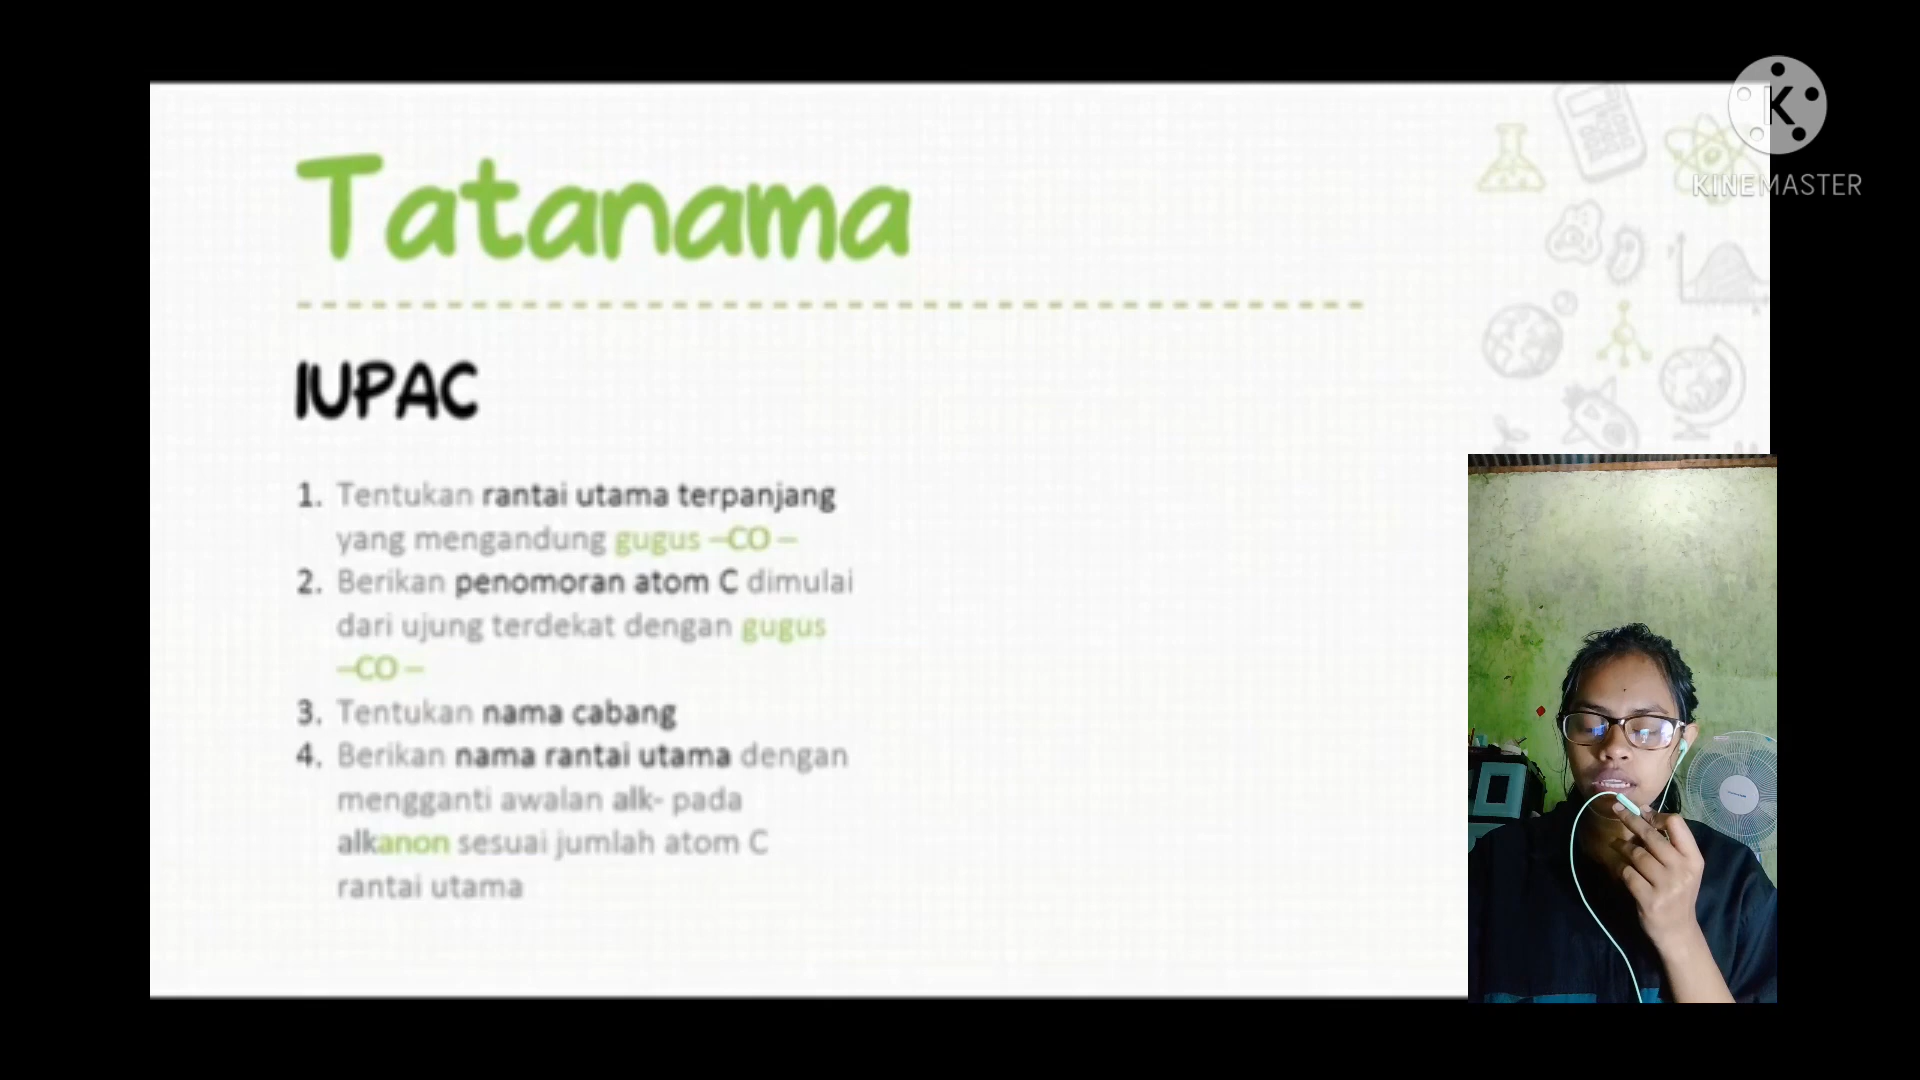 Tatanama
K
KINEMASTER
IUPAC
1. Tentukan rantai utama terpanjang
yang mengandung gugus –CO –
2. Berikan penomoran atom C dimulai
dari ujung terdekat dengan gugus
–CO –
3. Tentukan nama cabang
4. Berikan nama rantai utama dengan
mengganti awalan alk- pada
alkanon sesuai jumlah atom C
rantai utama